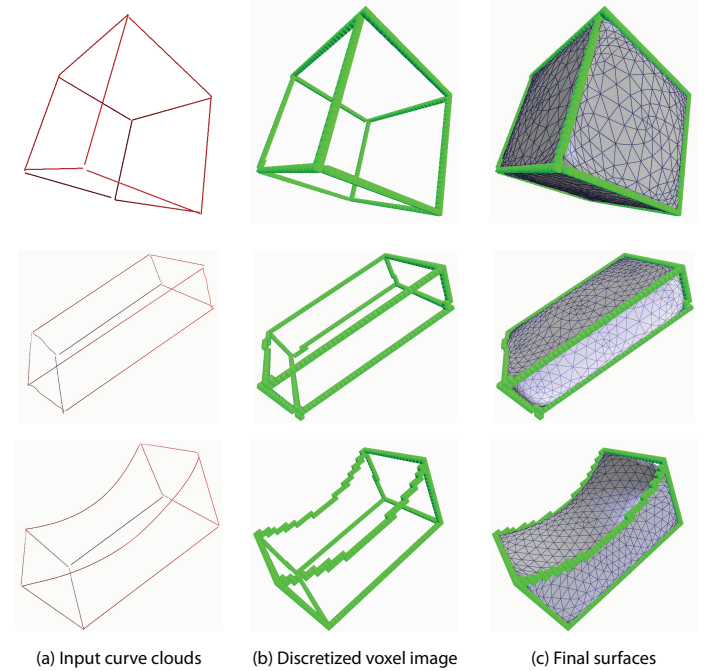 (a) Input curve clouds
(b) Discretized voxel image
(c) Final surfaces